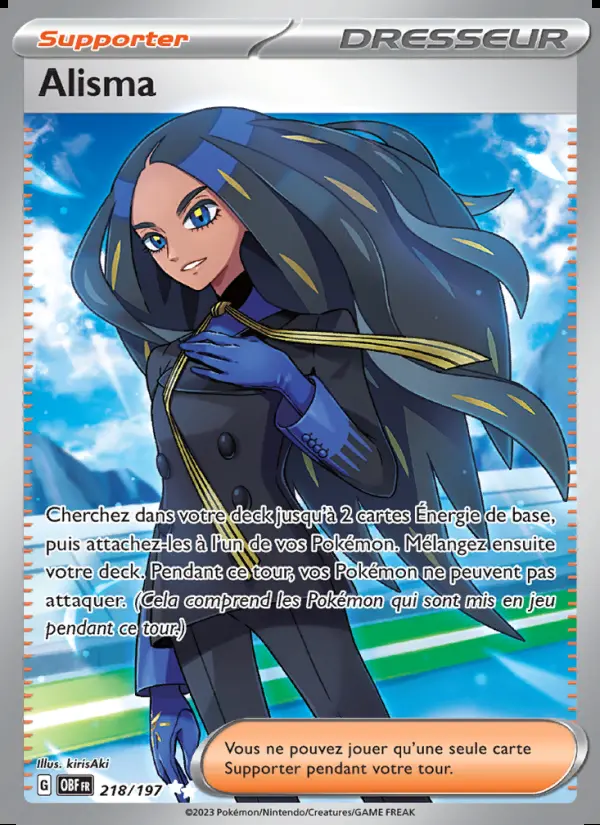 Supporter
DRESSEUR
Alisma
Cherchez dans votre deck jusqu'à 2 cartes Énergie de base,
puis attachez-les à l'un de vos Pokémon. Mélangez ensuite
votre deck. Pendant ce tour, vos Pokémon ne peuvent pas
attaquer. (Cela comprend les Pokémon qui sont mis en jeu
pendant ce tour.)
Vous ne pouvez jouer qu'une seule carte
Supporter pendant votre tour.
Illus. kirisAki
G OBF FR 218/197
©2023 Pokémon/Nintendo/Creatures/GAME FREAK